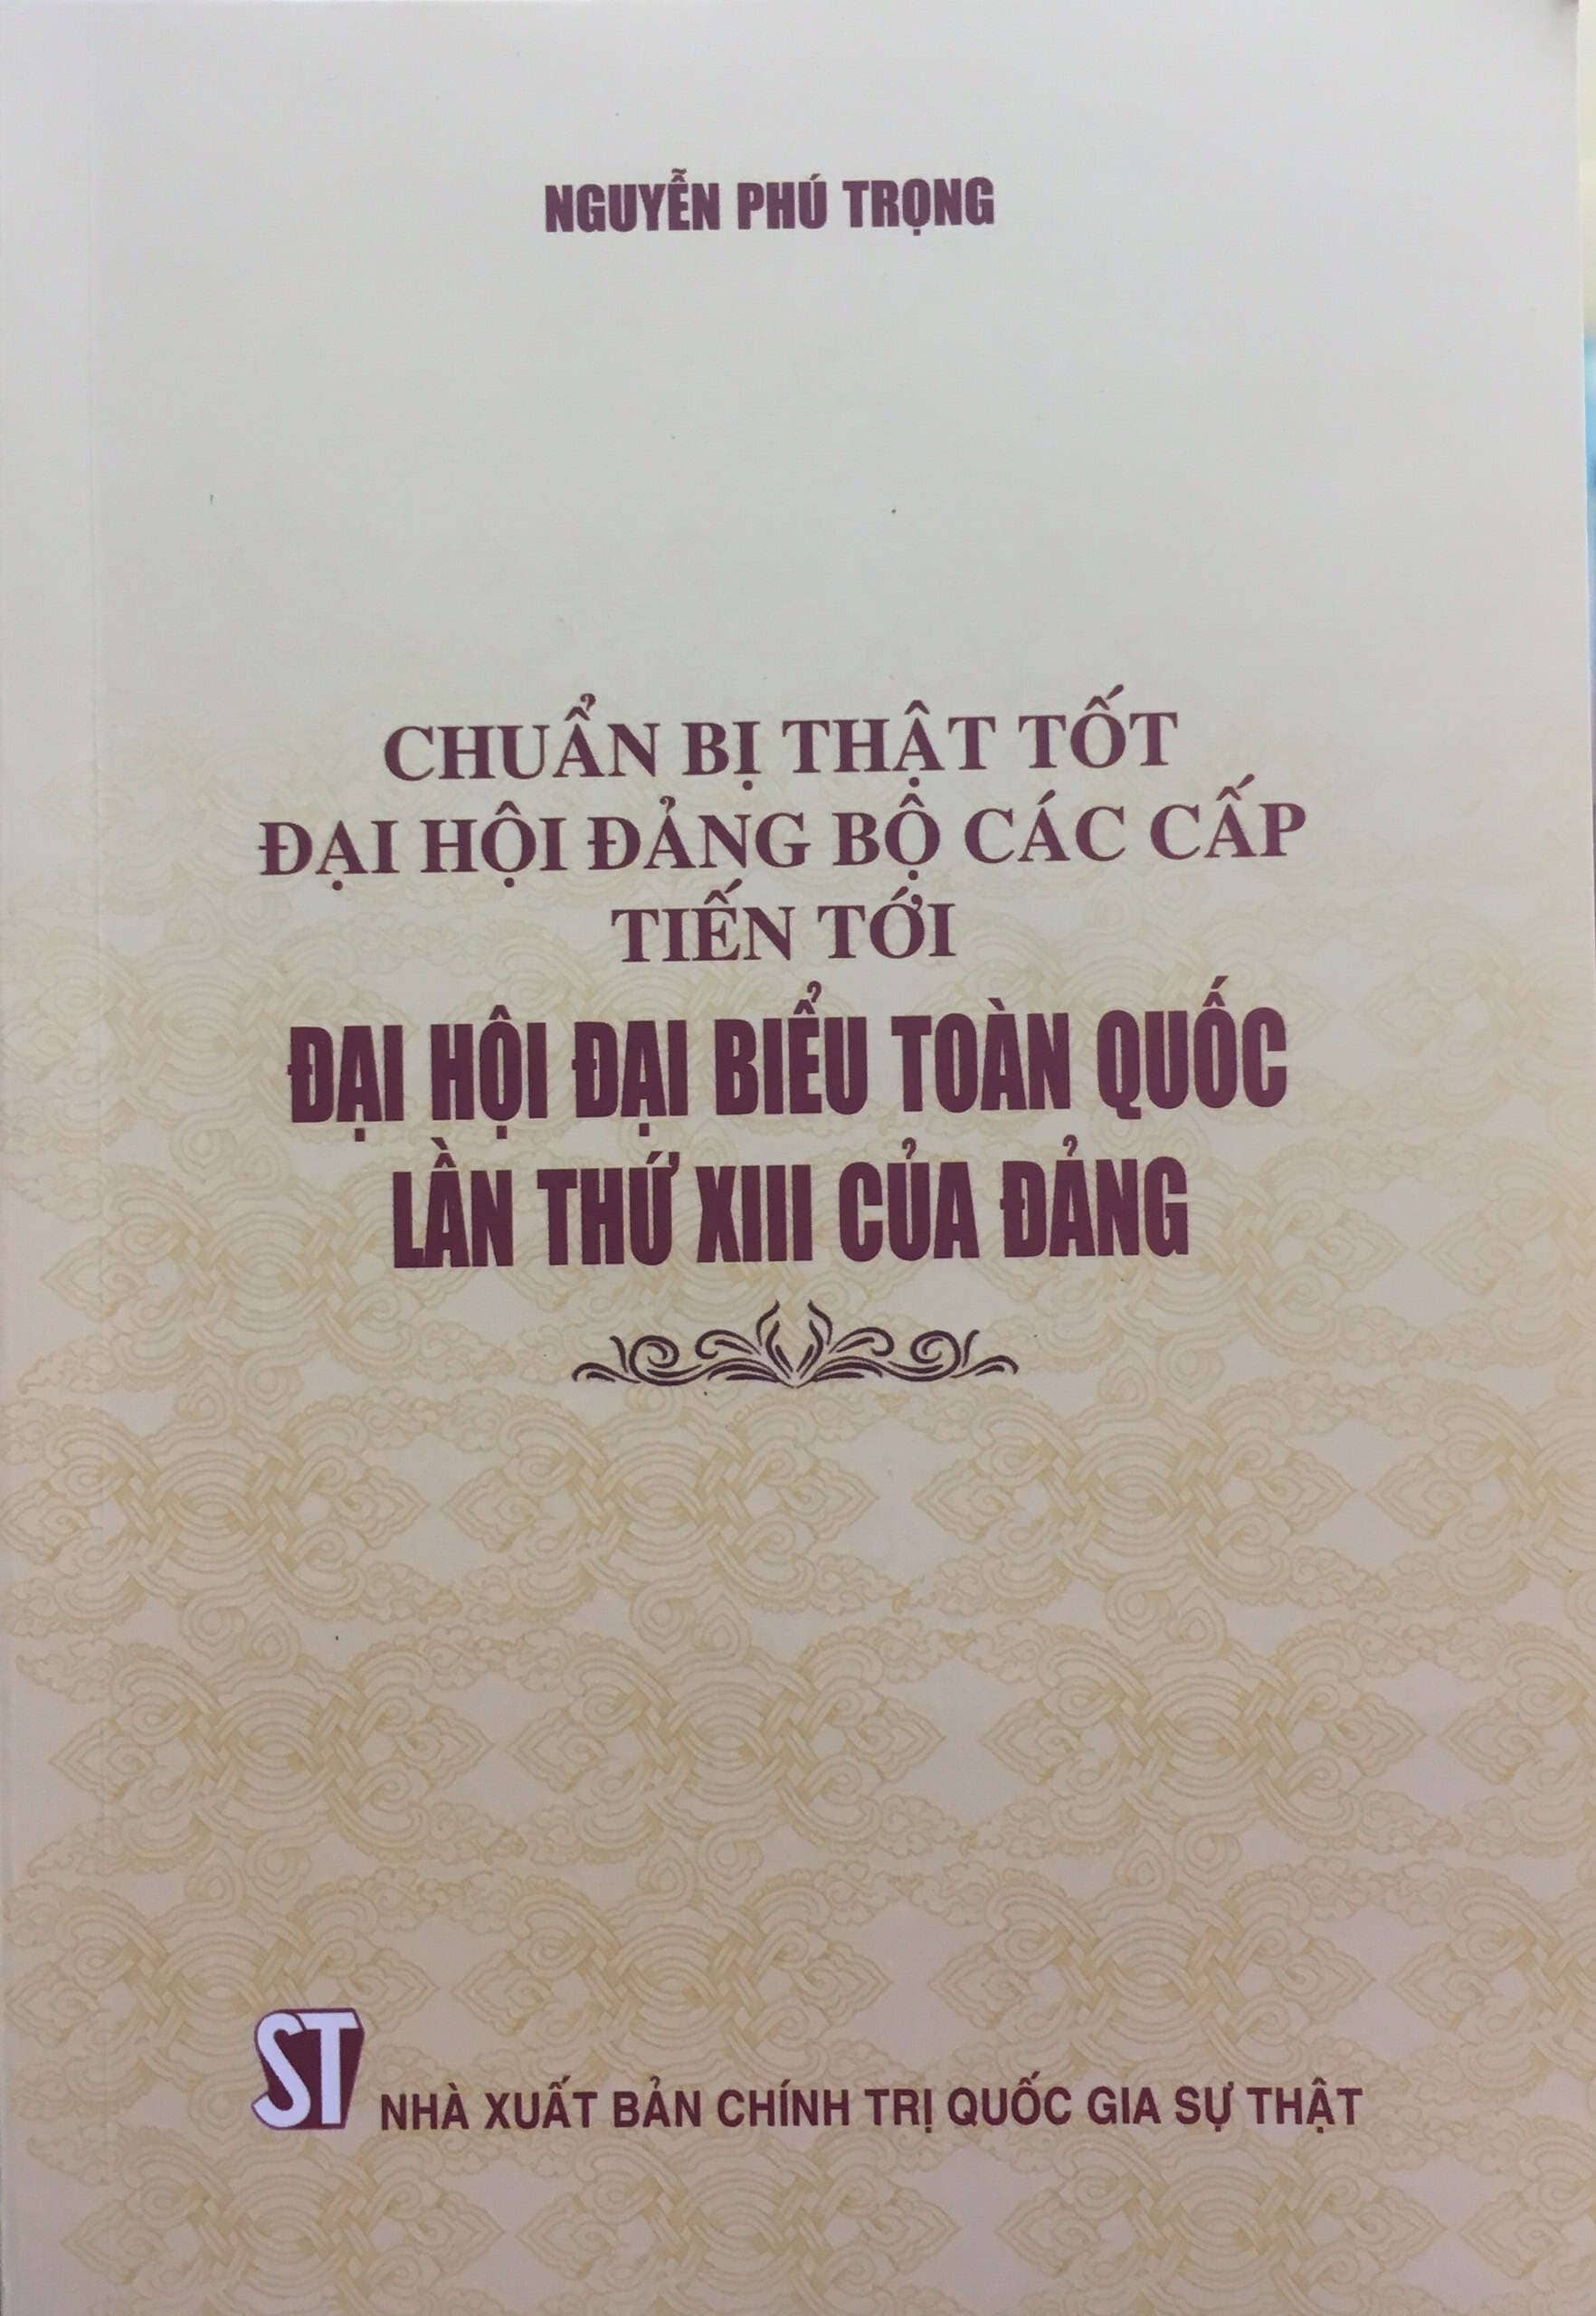 NGUYỄN PHÚ TRỌNG
CHUẨN BỊ THẬT TỐT
ĐẠI HỘI ĐẢNG BỘ CÁC CẤP
TIẾN TỚI
ĐẠI HỘI ĐẠI BIỂU TOÀN QUỐC
LẦN THỨ XIII CỦA ĐẢNG
ST NHÀ XUẤT BẢN CHÍNH TRỊ QUỐC GIA SỰ THẬT